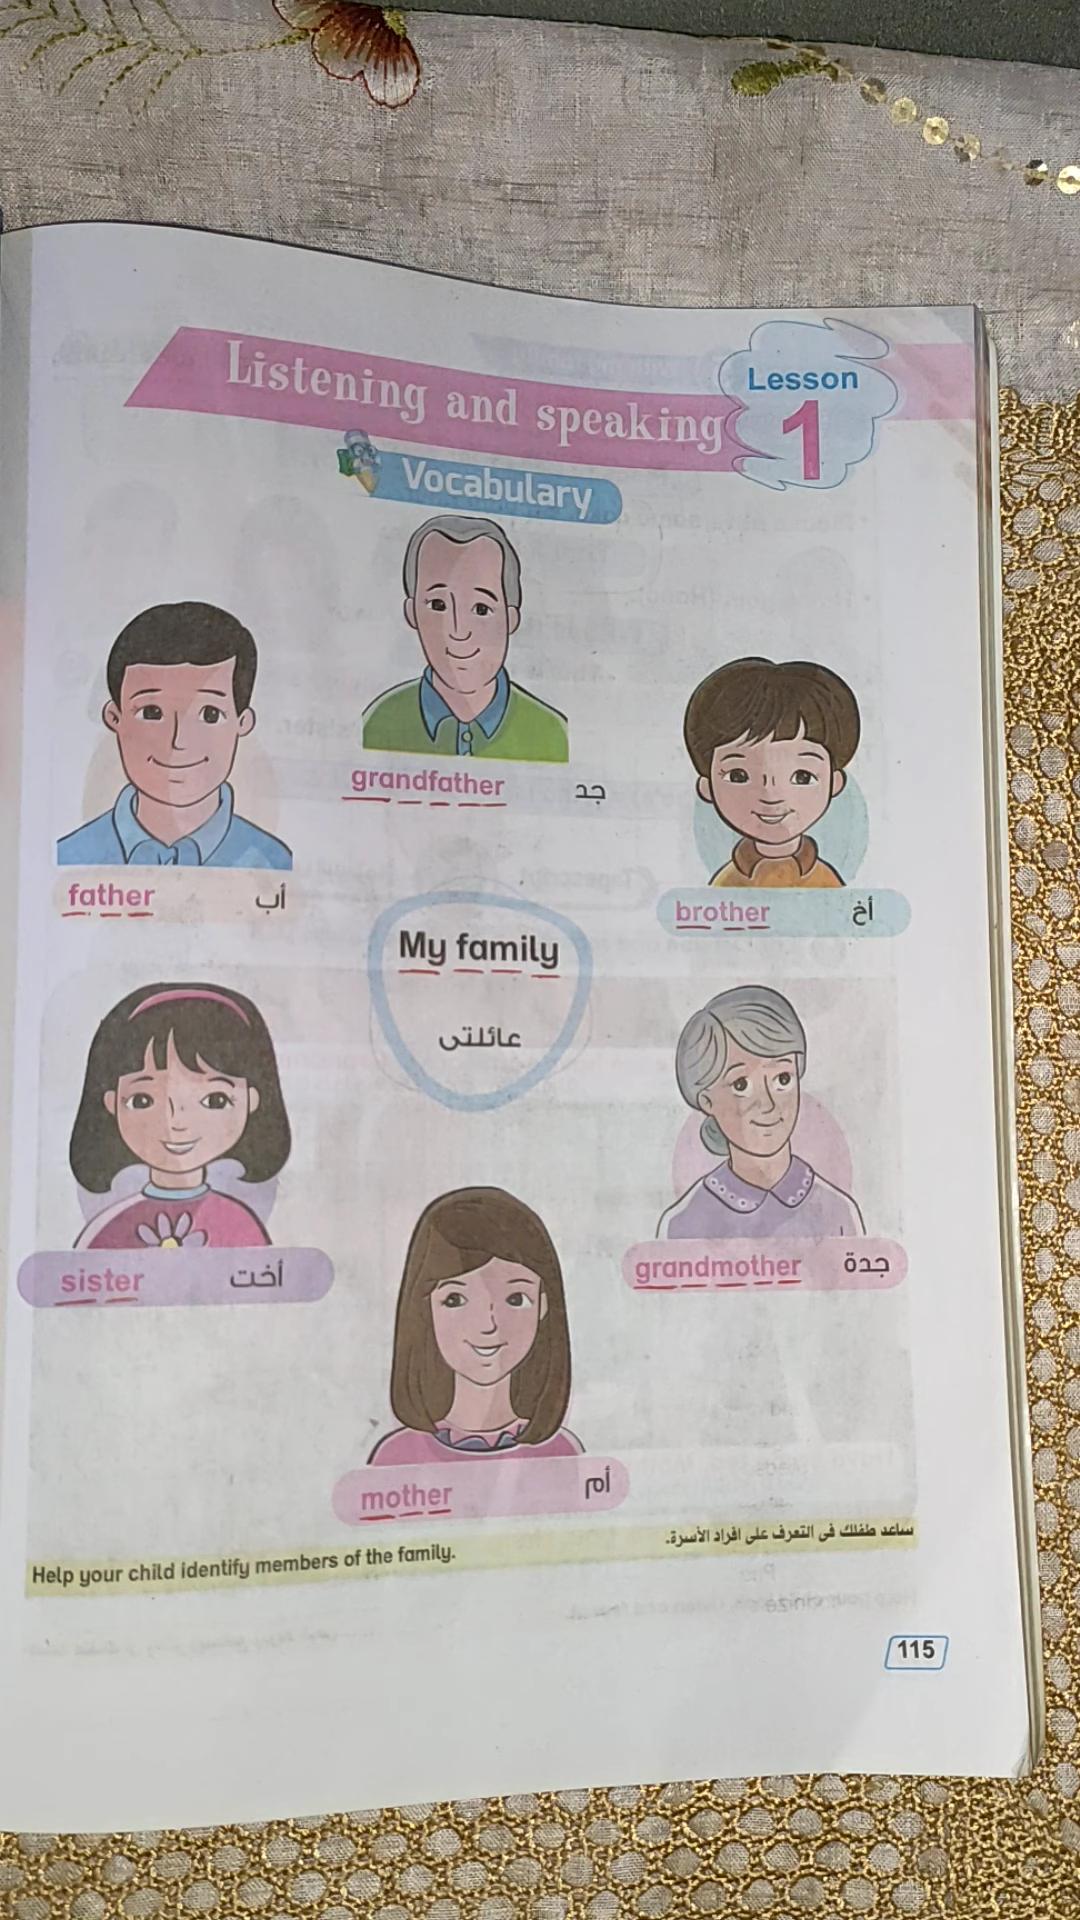 Listening and speaking
Lesson
1
Vocabulary
grandfather جد
father أب
brother أخ
My family
عائلتى
sister أخت
grandmother جدة
mother أم
Help your child identify members of the family.
ساعد طفلك فى التعرف على افراد الأسرة.
115